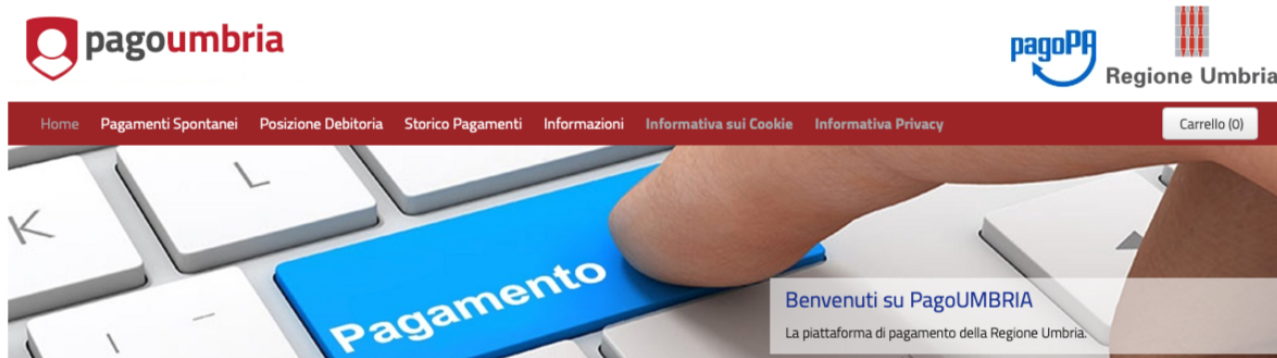 pagoumbria
pagoPA
Regione Umbria
Home Pagamenti Spontanei Posizione Debitoria Storico Pagamenti Informazioni Informativa sui Cookie Informativa Privacy Carrello (0)
K
L
Pagamento
Benvenuti su PagoUMBRIA
La piattaforma di pagamento della Regione Umbria.